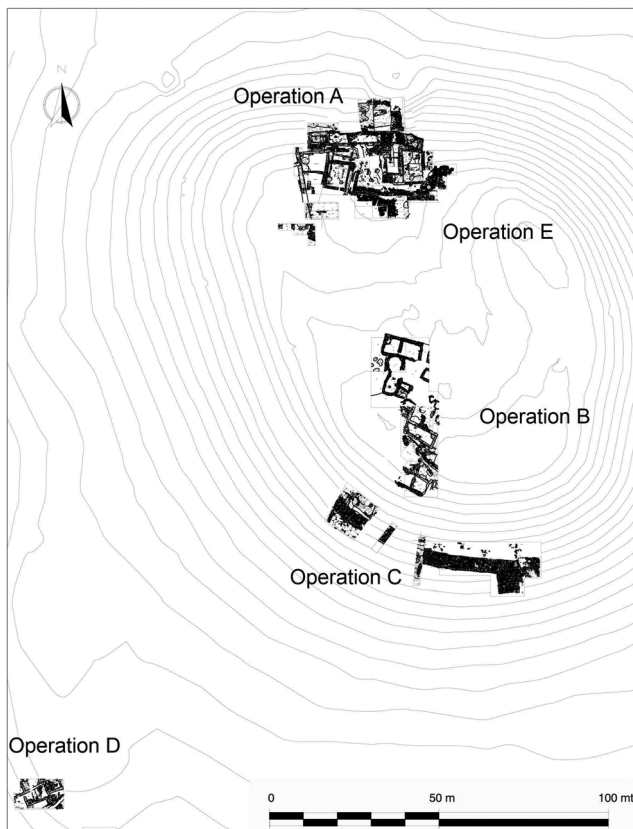 N
Operation A
Operation E
Operation B
Operation C
Operation D
0 50 m 100 mt